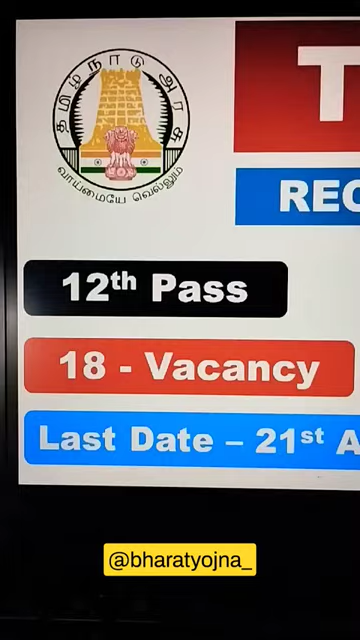 தமிழ்நாடு அரசு
வாய்மையே வெல்லும்
T
REC
12th Pass
18 - Vacancy
Last Date – 21st A
@bharatyojna_